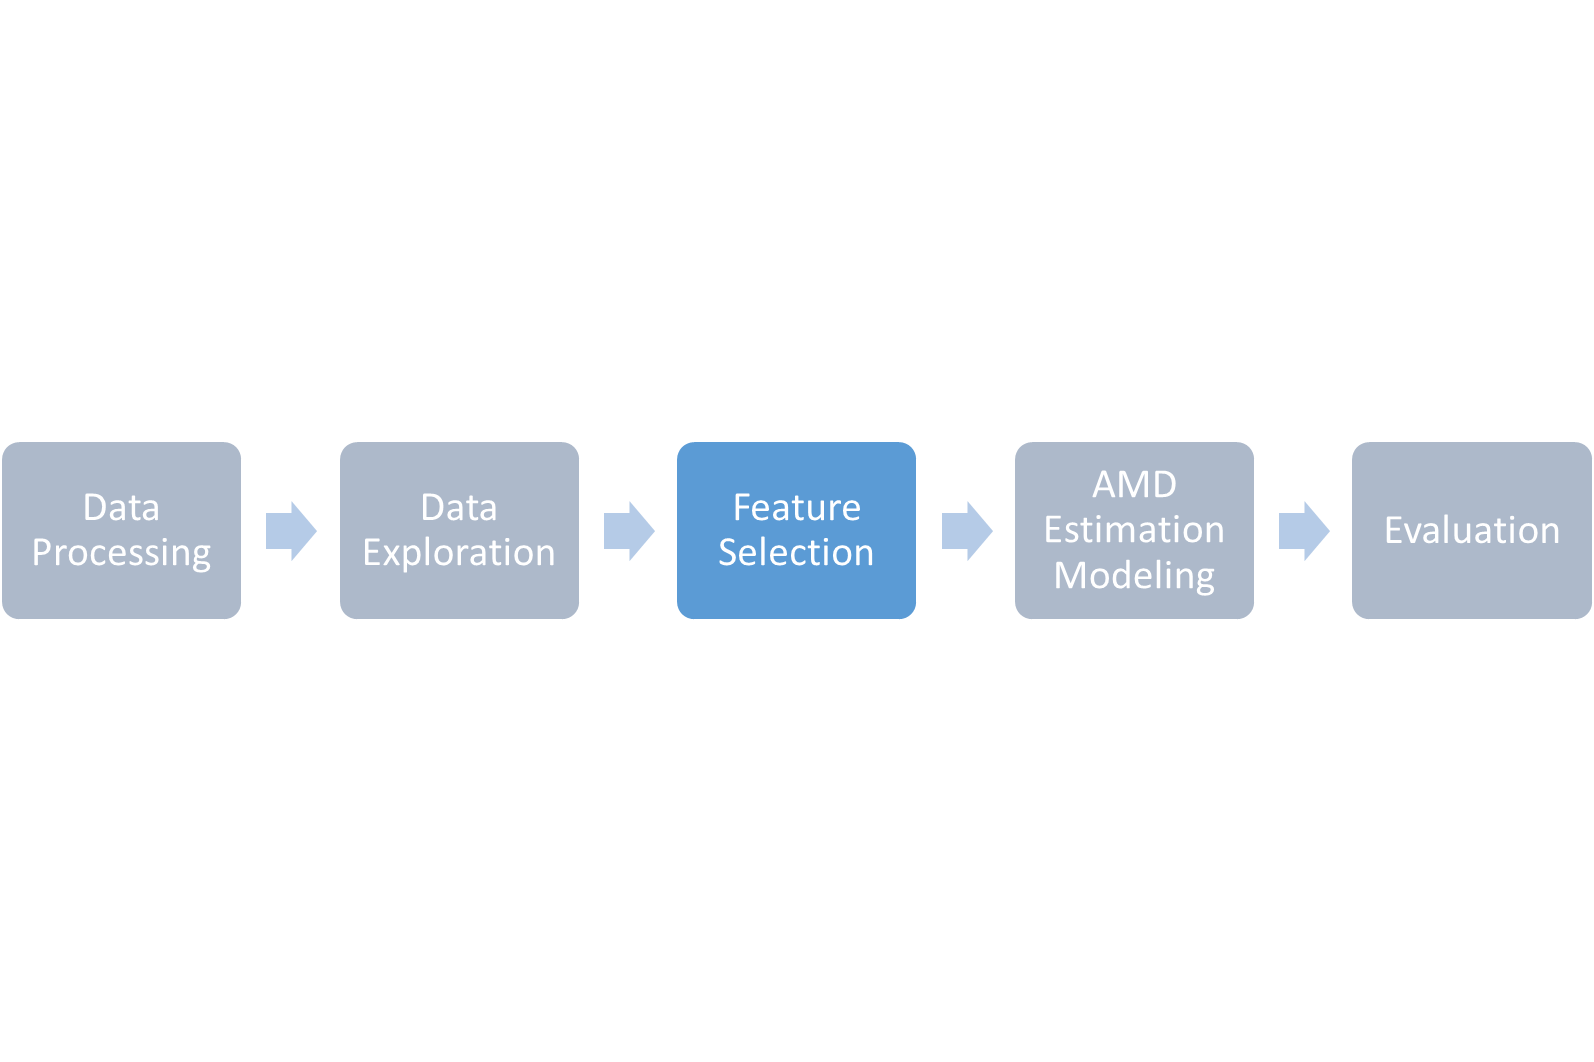 Data
Processing
Data
Exploration
Feature
Selection
AMD
Estimation
Modeling
Evaluation